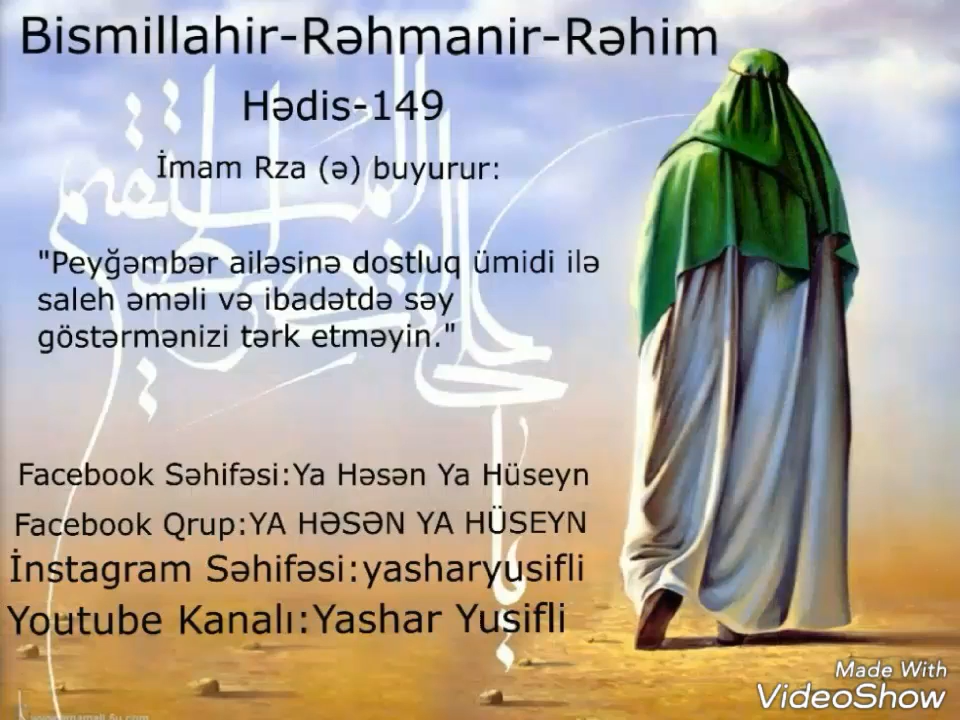 Bismillahir-Rəhmanir-Rəhim
Hədis-149
İmam Rza (ə) buyurur:
"Peyğəmbər ailəsinə dostluq ümidi ilə
saleh əməli və ibadətdə səy
göstərmənizi tərk etməyin."
Facebook Səhifəsi:Ya Həsən Ya Hüseyn
Facebook Qrup:YA HƏSƏN YA HÜSEYN
İnstagram Səhifəsi:yasharyusifli
Youtube Kanalı:Yashar Yusifli
Made With
VideoShow